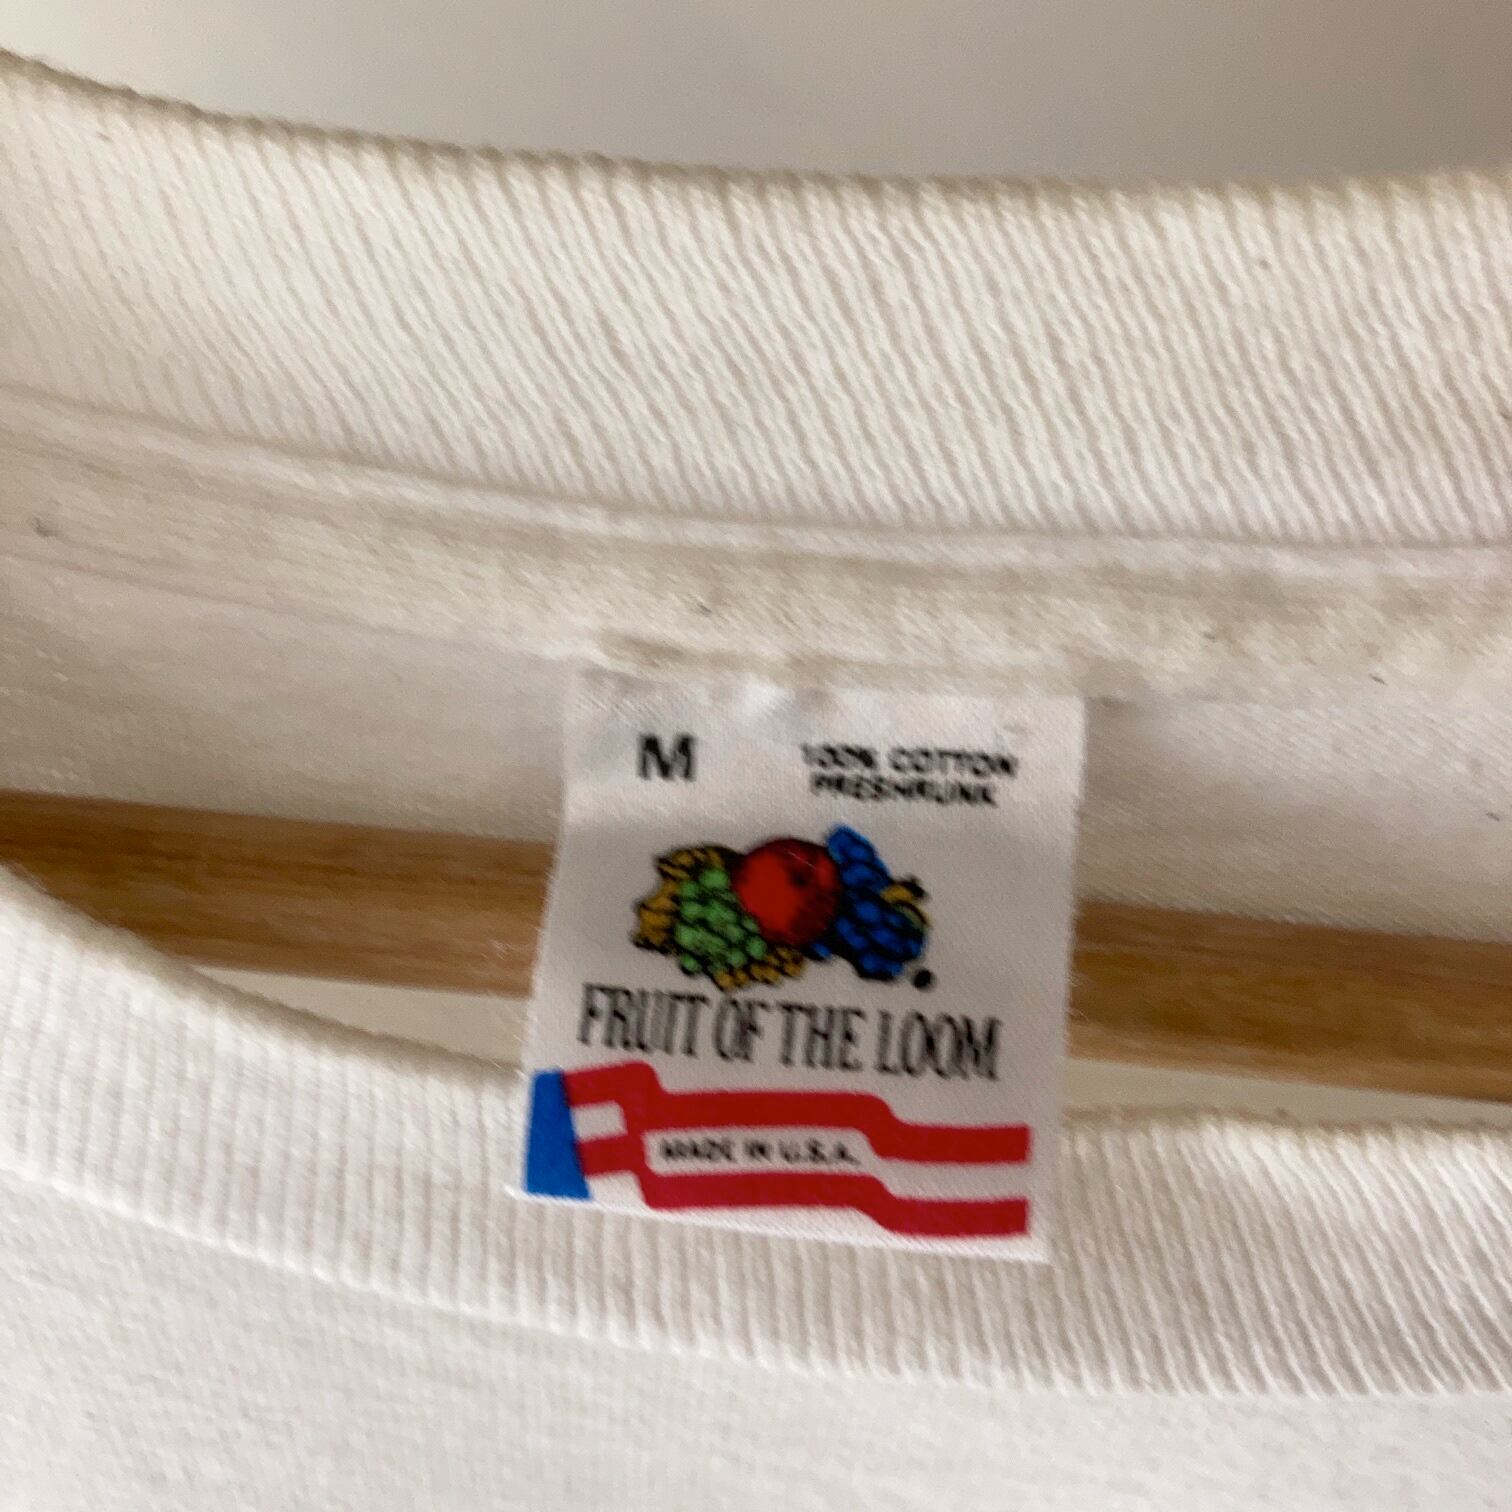 M
100% COTTON
PRESHRUNK
FRUIT OF THE LOOM
MADE IN U.S.A.